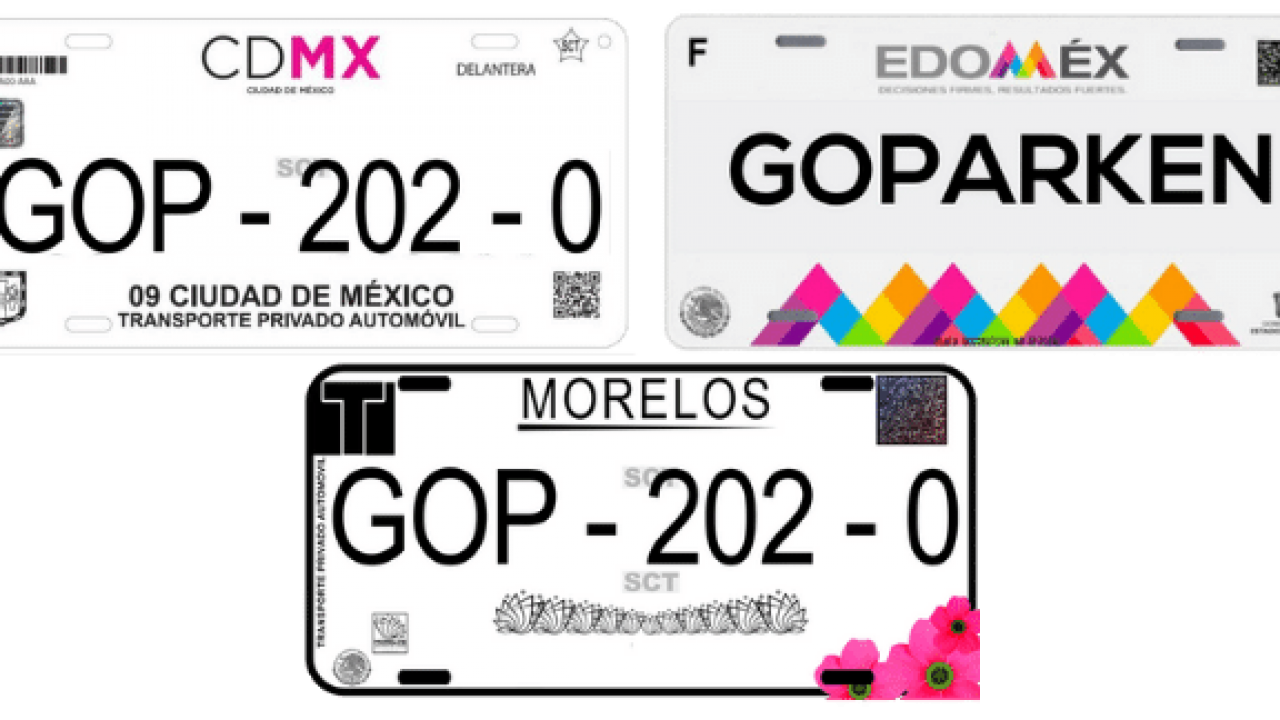 CDMX
CIUDAD DE MÉXICO
DELANTERA
SCT
SCT
GOP - 202 - 0
09 CIUDAD DE MÉXICO
TRANSPORTE PRIVADO AUTOMÓVIL
F
EDOMÉX
DECISIONES FIRMES, RESULTADOS FUERTES.
GOPARKEN
T
MORELOS
TRANSPORTE PRIVADO AUTOMOVIL
SCT
GOP - 202 - 0
SCT